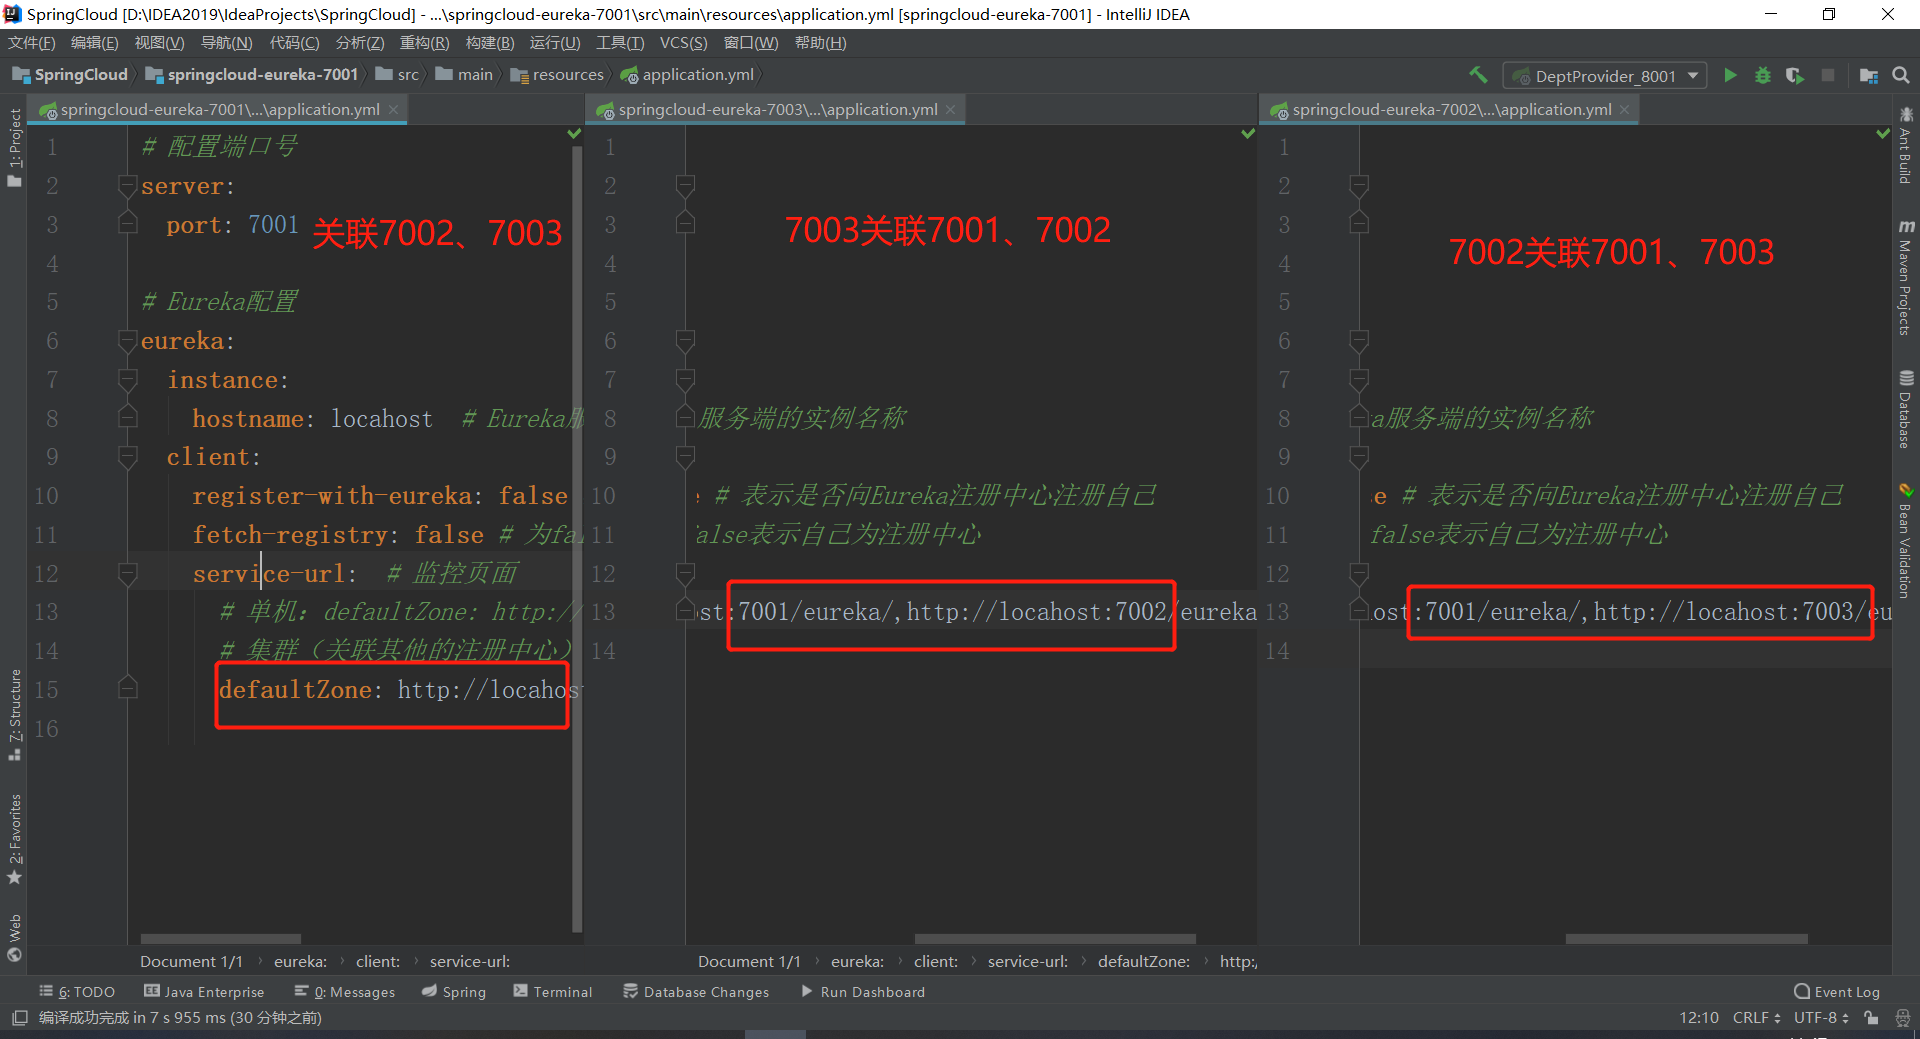 SpringCloud [D:\IDEA2019\IdeaProjects\SpringCloud] - ...\springcloud-eureka-7001\src\main\resources\application.yml [springcloud-eureka-7001] - IntelliJ IDEA
文件(F) 编辑(E) 视图(V) 导航(N) 代码(C) 分析(Z) 重构(R) 构建(B) 运行(U) 工具(T) VCS(S) 窗口(W) 帮助(H)
SpringCloud springcloud-eureka-7001 src main resources application.yml DeptProvider_8001
springcloud-eureka-7001\...\application.yml springcloud-eureka-7003\...\application.yml springcloud-eureka-7002\...\application.yml
1: Project
7: Structure
2: Favorites
Web
1 # 配置端口号
2 server:
3 port: 7001 关联7002、7003
4
5 # Eureka配置
6 eureka:
7 instance:
8 hostname: locahost # Eureka服
9 client:
10 register-with-eureka: false
11 fetch-registry: false # 为fal
12 service-url: # 监控页面
13 # 单机：defaultZone: http://
14 # 集群（关联其他的注册中心）
15 defaultZone: http://locahos
16
1
2
3 7003关联7001、7002
4
5
6
7
8 服务端的实例名称
9
10 e # 表示是否向Eureka注册中心注册自己
11 false表示自己为注册中心
12
13 ost:7001/eureka/,http://locahost:7002/eureka
14
1
2
3 7002关联7001、7003
4
5
6
7
8 a服务端的实例名称
9
10 se # 表示是否向Eureka注册中心注册自己
11 false表示自己为注册中心
12
13 host:7001/eureka/,http://locahost:7003/eu
14
Ant Build
Maven Projects
Database
Bean Validation
Document 1/1 eureka: client: service-url: Document 1/1 eureka: client: service-url: defaultZone: http:/
6: TODO Java Enterprise 0: Messages Spring Terminal Database Changes Run Dashboard Event Log
编译成功完成 in 7 s 955 ms (30 分钟之前) 12:10 CRLF UTF-8